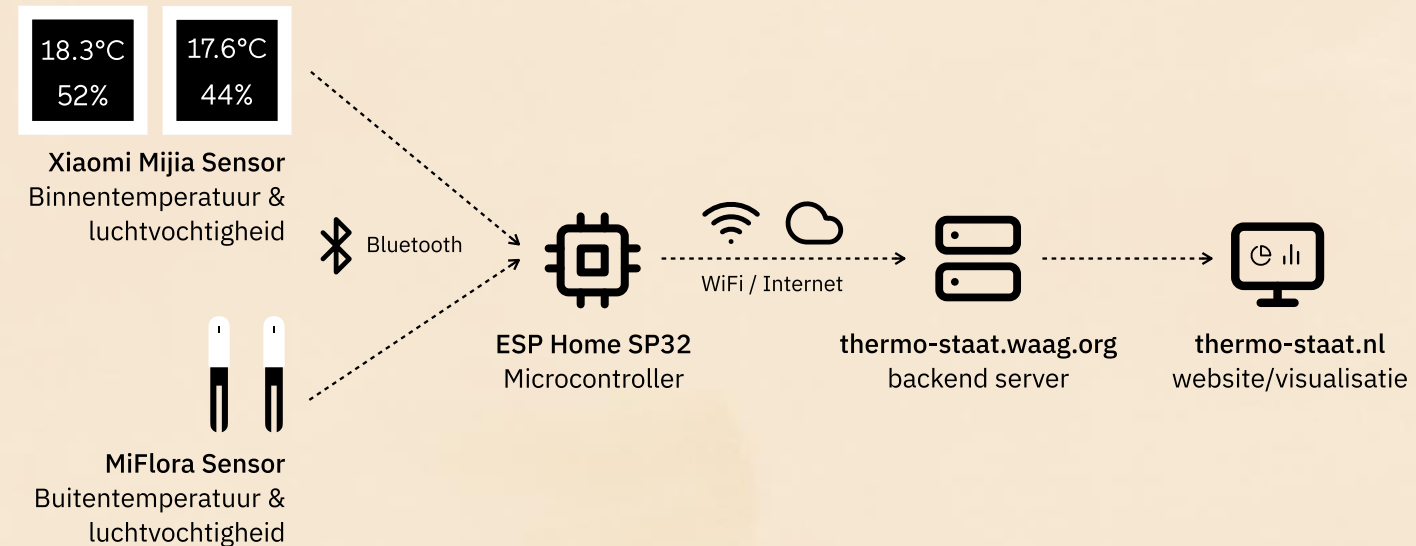 18.3°C
52%
17.6°C
44%
Xiaomi Mijia Sensor
Binnentemperatuur &
luchtvochtigheid
Bluetooth
MiFlora Sensor
Buitentemperatuur &
luchtvochtigheid
ESP Home SP32
Microcontroller
WiFi / Internet
thermo-staat.waag.org
backend server
thermo-staat.nl
website/visualisatie